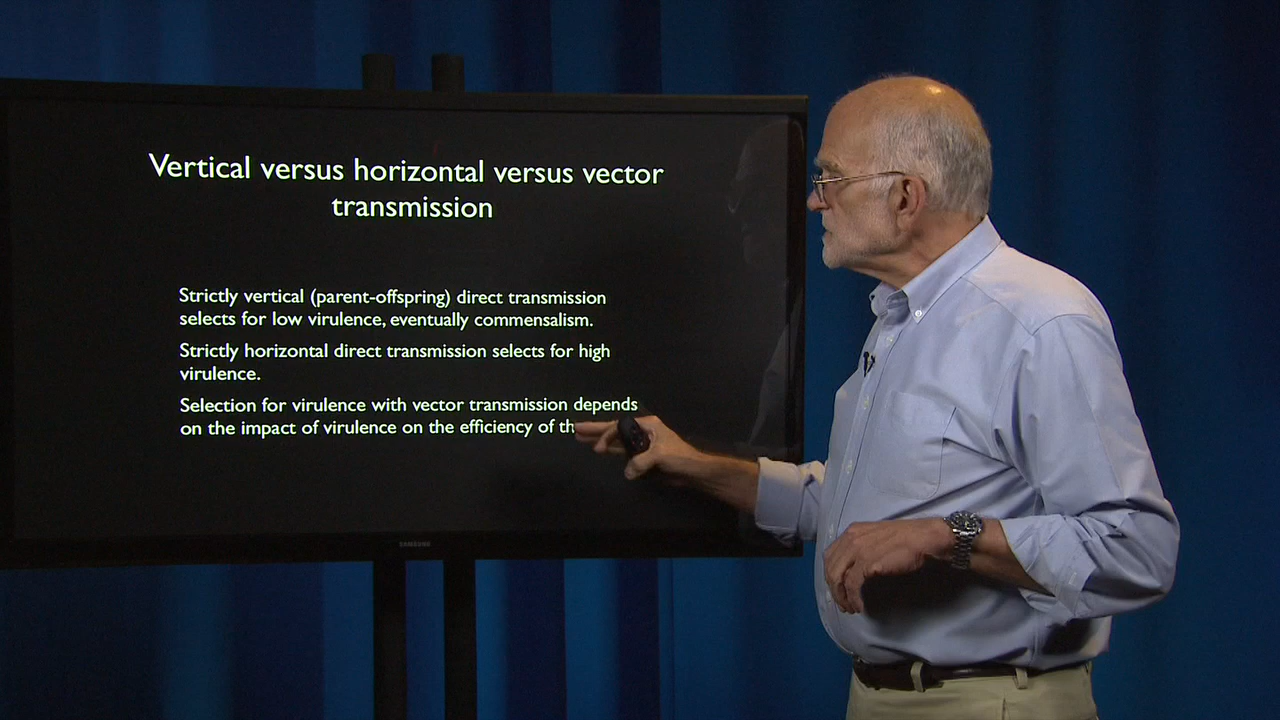 Vertical versus horizontal versus vector
transmission
Strictly vertical (parent-offspring) direct transmission
selects for low virulence, eventually commensalism.
Strictly horizontal direct transmission selects for high
virulence.
Selection for virulence with vector transmission depends
on the impact of virulence on the efficiency of
SAMSUNG